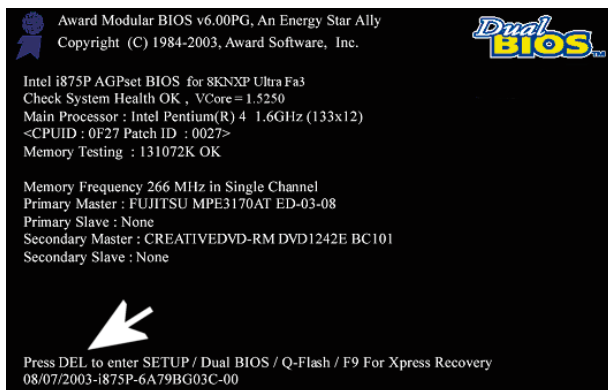 Award Modular BIOS v6.00PG, An Energy Star Ally
Copyright (C) 1984-2003, Award Software, Inc.
Dual
BIOS TM
Intel i875P AGPset BIOS for 8KNXP Ultra Fa3
Check System Health OK , VCore = 1.5250
Main Processor : Intel Pentium(R) 4 1.6GHz (133x12)
<CPUID : 0F27 Patch ID : 0027>
Memory Testing : 131072K OK
Memory Frequency 266 MHz in Single Channel
Primary Master : FUJITSU MPE3170AT ED-03-08
Primary Slave : None
Secondary Master : CREATIVEDVD-RM DVD1242E BC101
Secondary Slave : None
Press DEL to enter SETUP / Dual BIOS / Q-Flash / F9 For Xpress Recovery
08/07/2003-i875P-6A79BG03C-00